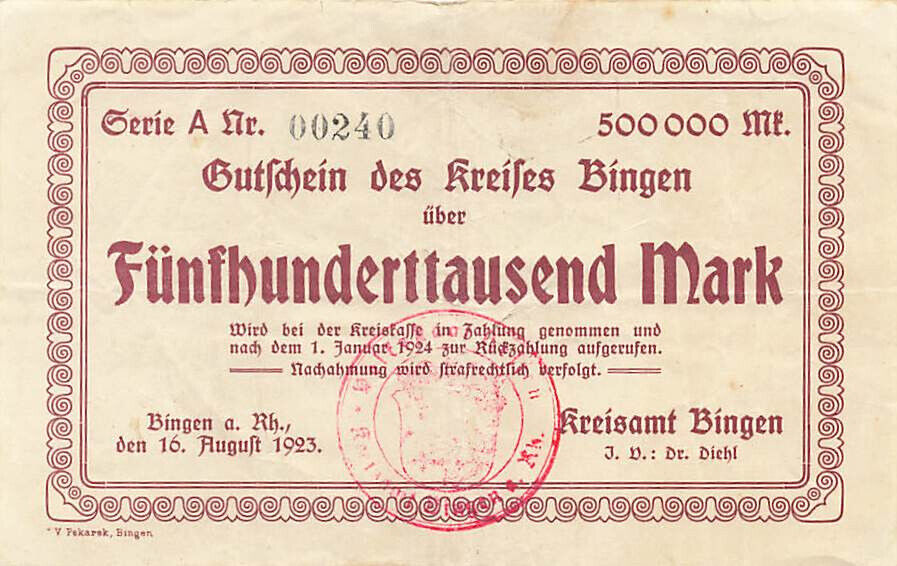 Serie A Nr. 00240 500000 Mk.
Gutschein des Kreises Bingen
über
Fünfhunderttausend Mark
Wird bei der Kreiskasse in Zahlung genommen und
nach dem 1. Januar 1924 zur Rückzahlung aufgerufen.
Nachahmung wird strafrechtlich verfolgt.
Bingen a. Rh., Kreisamt Bingen
den 16. August 1923. J. V.: Dr. Diehl
V Pekarek, Bingen